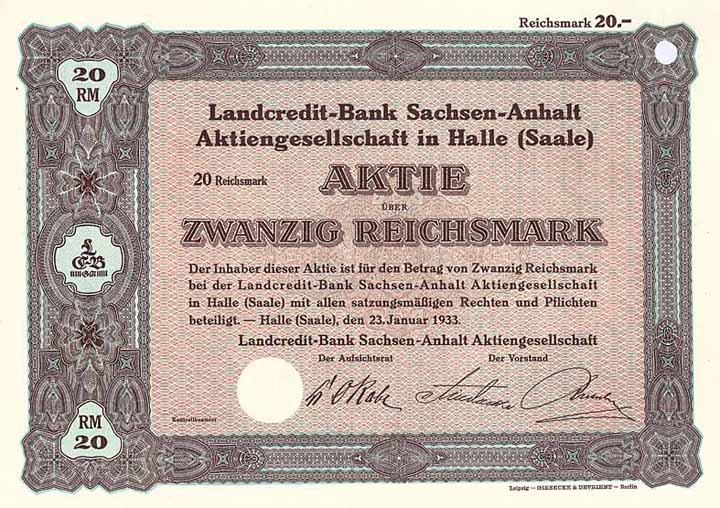 Reichsmark 20.–
20
RM
Landcredit-Bank Sachsen-Anhalt
Aktiengesellschaft in Halle (Saale)
20 Reichsmark
AKTIE
ÜBER
ZWANZIG REICHSMARK
Der Inhaber dieser Aktie ist für den Betrag von Zwanzig Reichsmark
bei der Landcredit-Bank Sachsen-Anhalt Aktiengesellschaft
in Halle (Saale) mit allen satzungsmäßigen Rechten und Pflichten
beteiligt. — Halle (Saale), den 23. Januar 1933.
Landcredit-Bank Sachsen-Anhalt Aktiengesellschaft
Der Aufsichtsrat Der Vorstand
Kontrollbeamter
RM
20
Leipzig — GIESECKE & DEVRIENT — Berlin